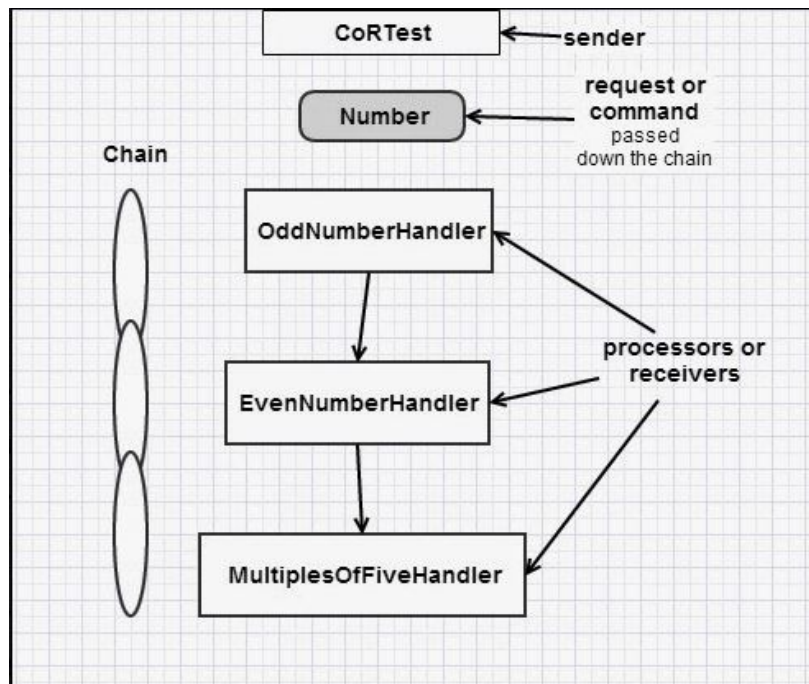 CoRTest
sender
Number
request or
command
passed
down the chain
Chain
OddNumberHandler
processors or
receivers
EvenNumberHandler
MultiplesOfFiveHandler